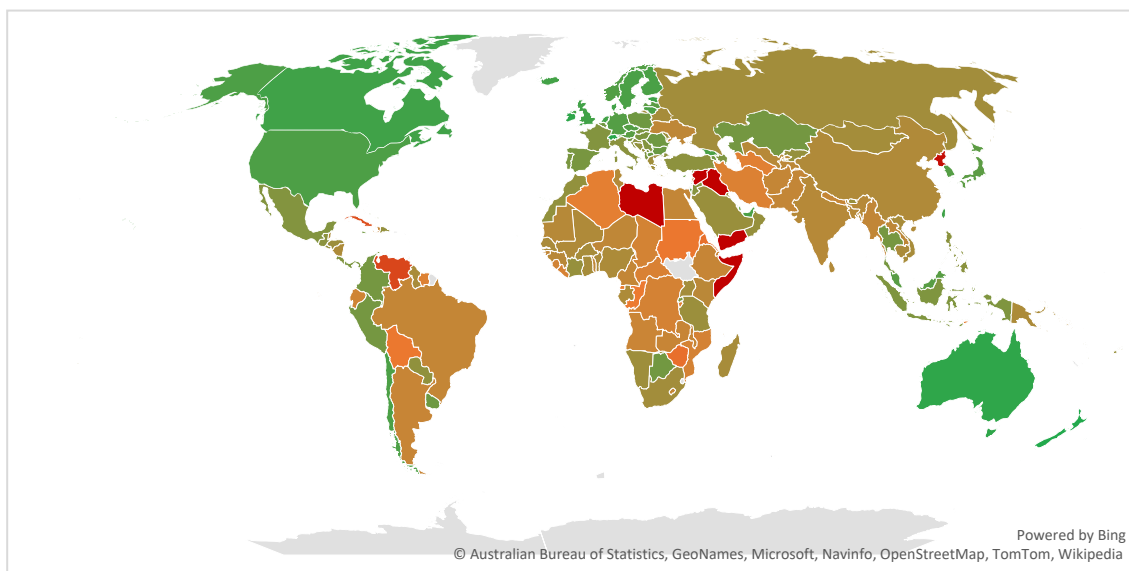 Powered by Bing
© Australian Bureau of Statistics, GeoNames, Microsoft, Navinfo, OpenStreetMap, TomTom, Wikipedia